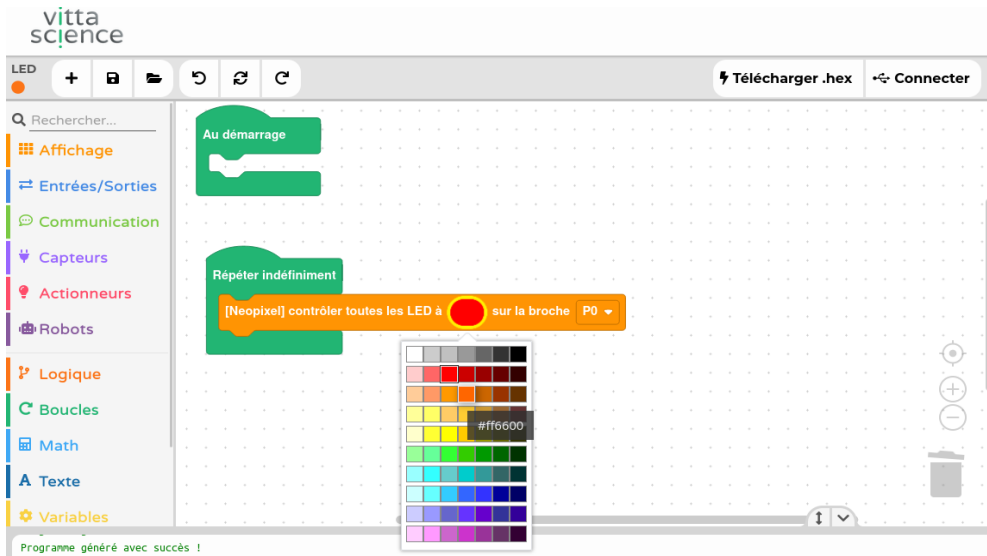 vitta
science
LED
Télécharger .hex
Connecter
Rechercher...
Affichage
Entrées/Sorties
Communication
Capteurs
Actionneurs
Robots
Logique
Boucles
Math
Texte
Variables
Au démarrage
Répéter indéfiniment
[Neopixel] contrôler toutes les LED à sur la broche P0
#ff6600
Programme généré avec succès !